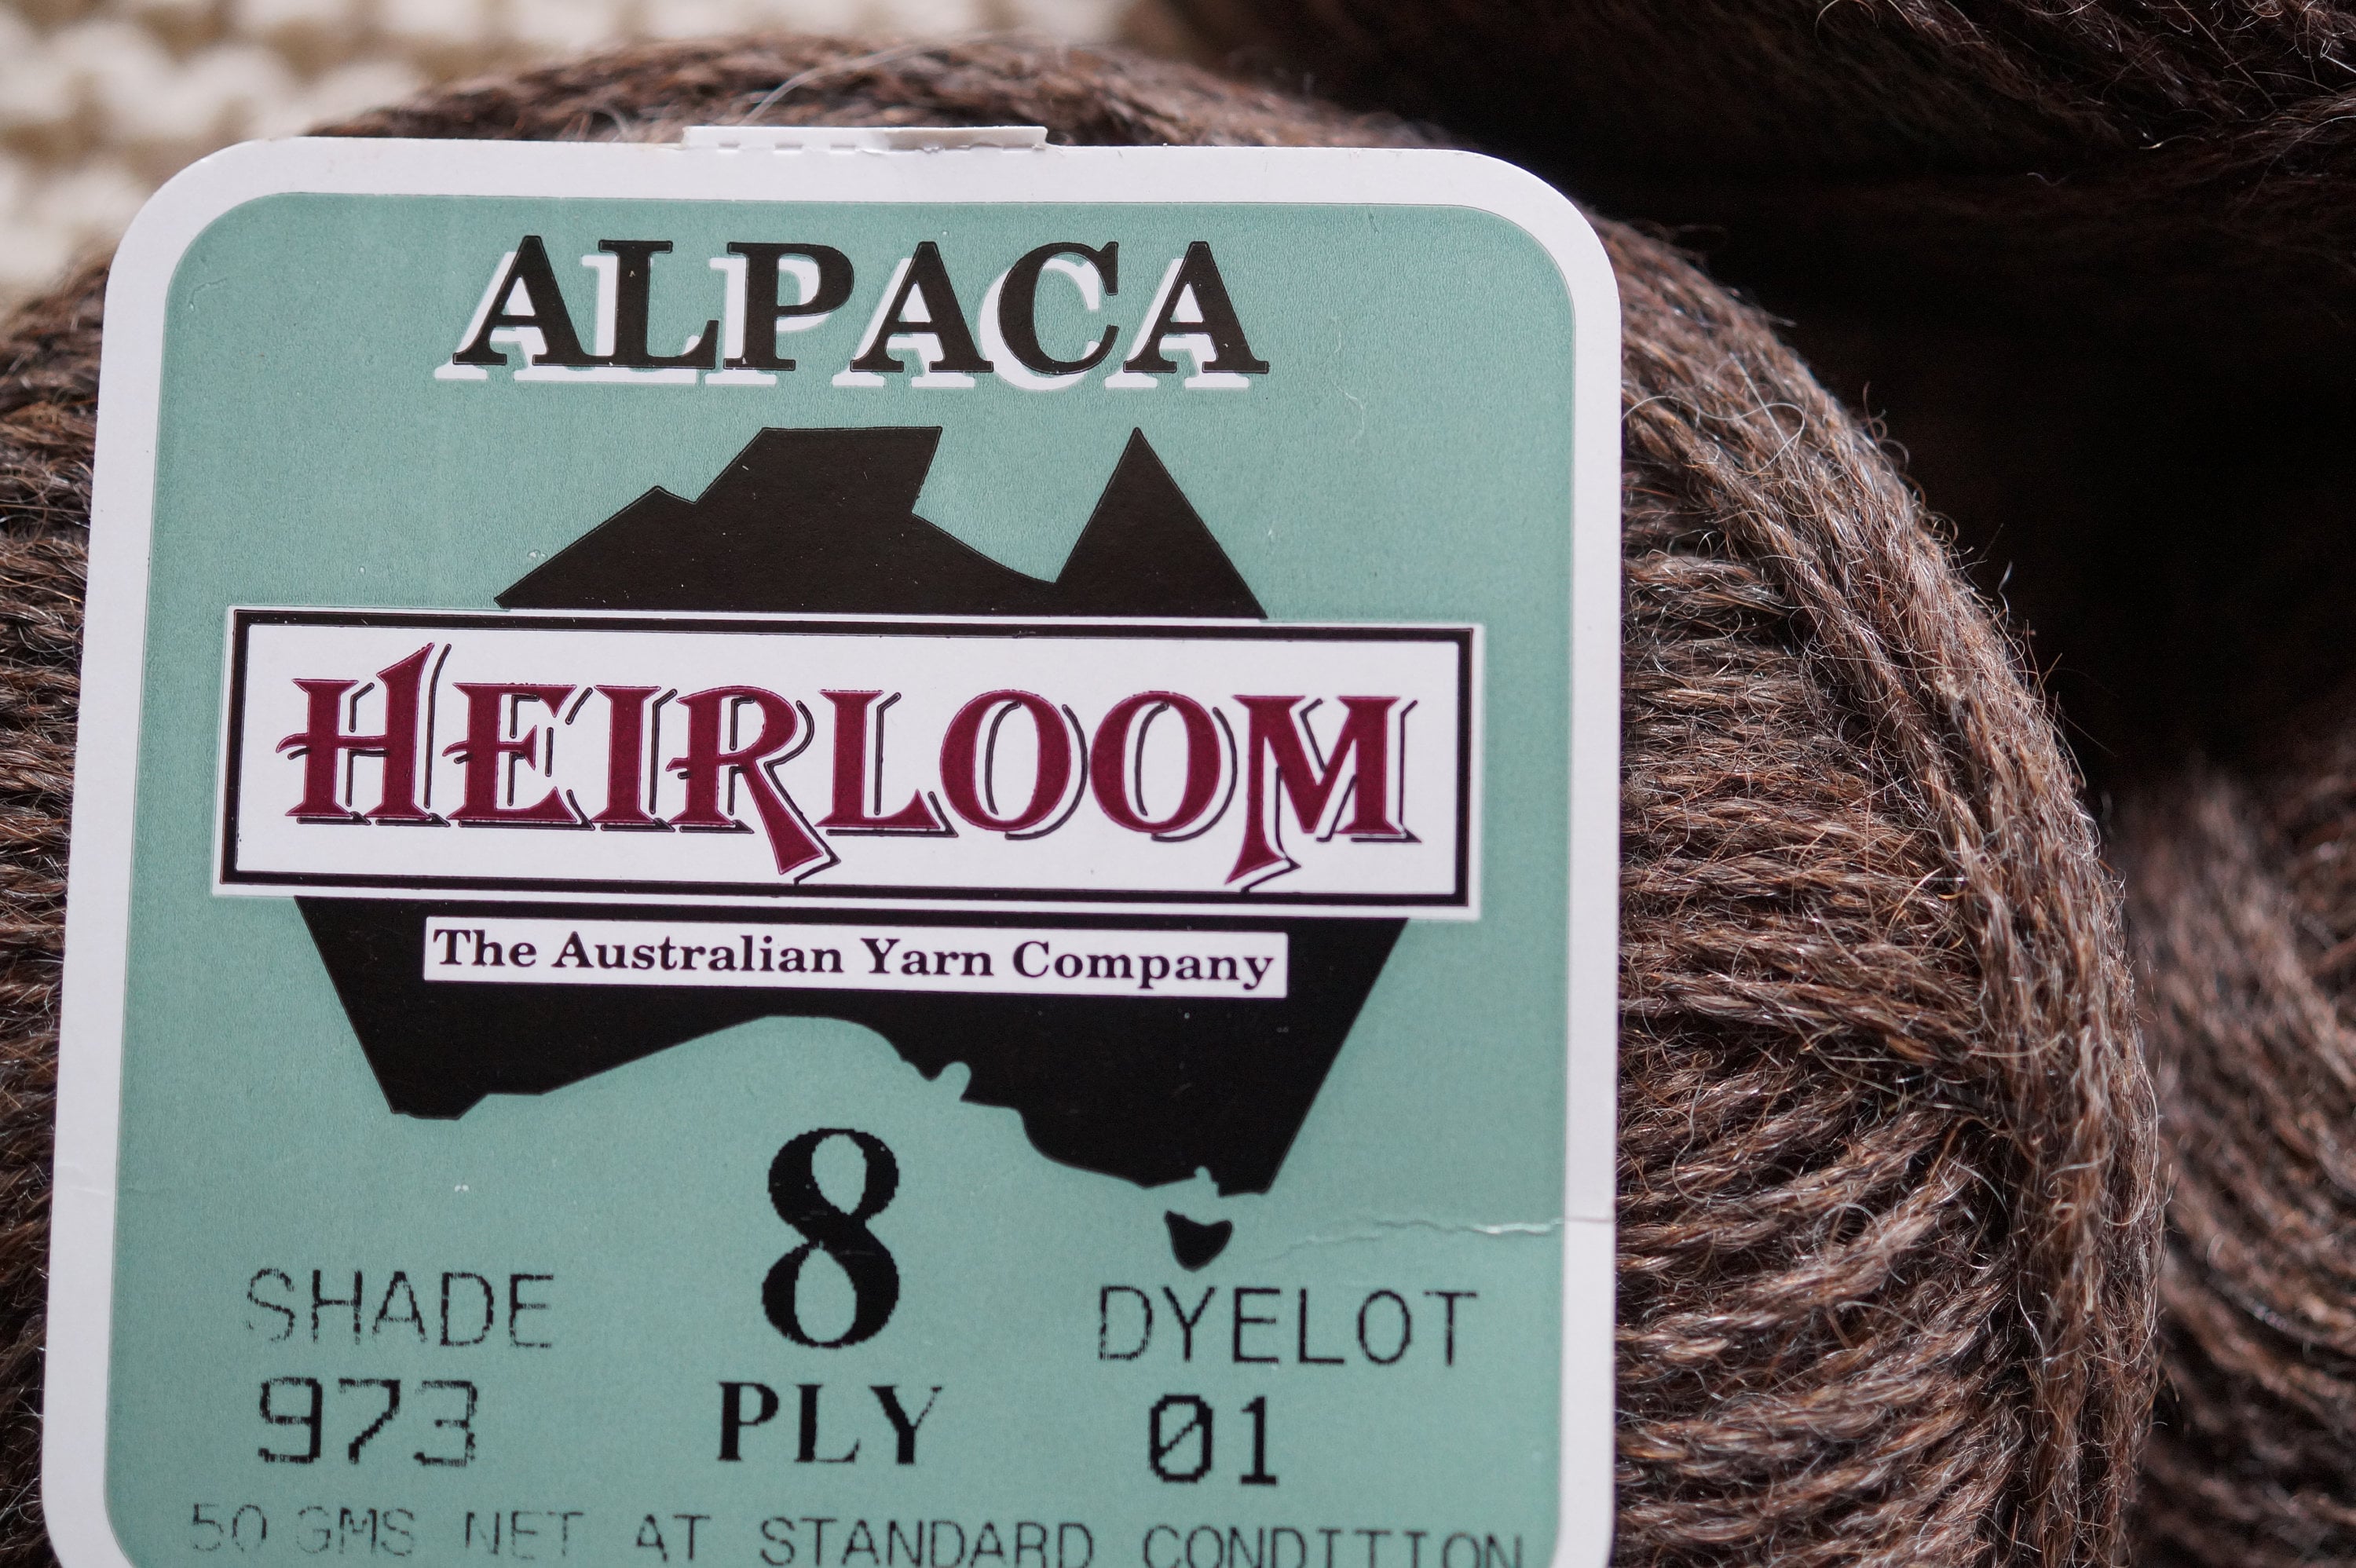 ALPACA
HEIRLOOM
The Australian Yarn Company
8
PLY
SHADE
973
DYELOT
01
50 GMS NET AT STANDARD CONDITION